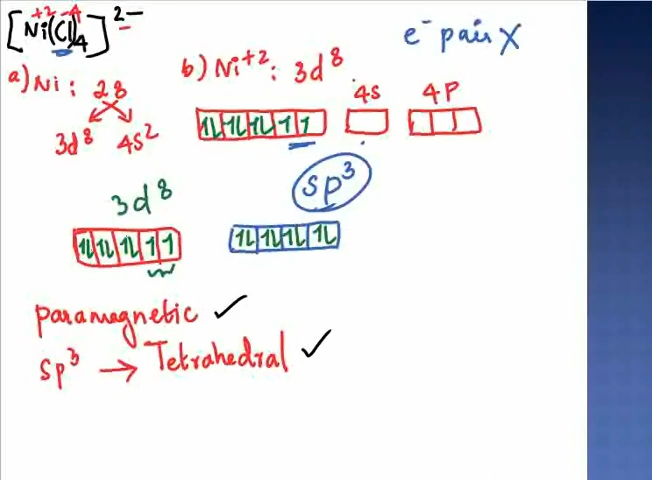 +2 -4
[Ni(Cl)4]2-
e- pair X
a) Ni: 28
3d8 4s2
b) Ni+2: 3d8
4s 4P
sp3
3d8
paramagnetic ✓
sp3 → Tetrahedral ✓